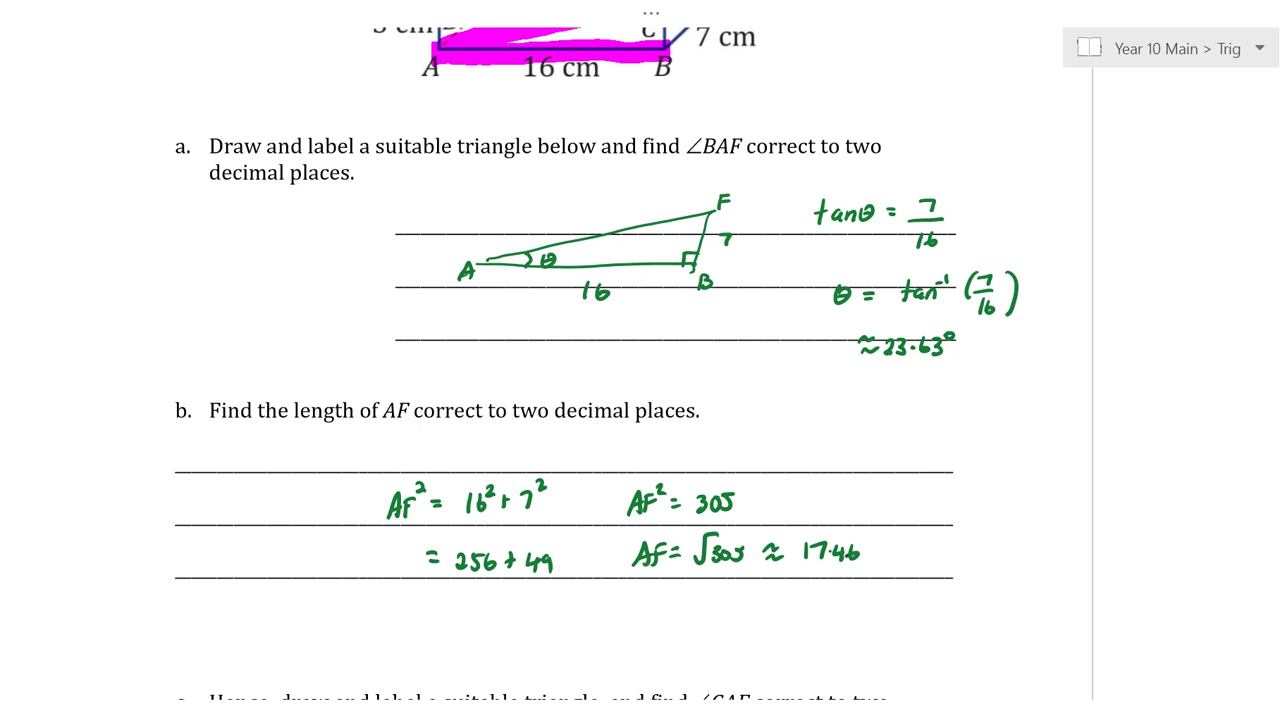 ...
C 7 cm
A 16 cm B
Year 10 Main > Trig
a. Draw and label a suitable triangle below and find ∠BAF correct to two
decimal places.
A θ 16 B 7 F
tanθ = 7/16
θ = tan⁻¹ (7/16)
≈ 23.63°
b. Find the length of AF correct to two decimal places.
AF² = 16² + 7²
= 256 + 49
AF² = 305
AF = √305 ≈ 17.46